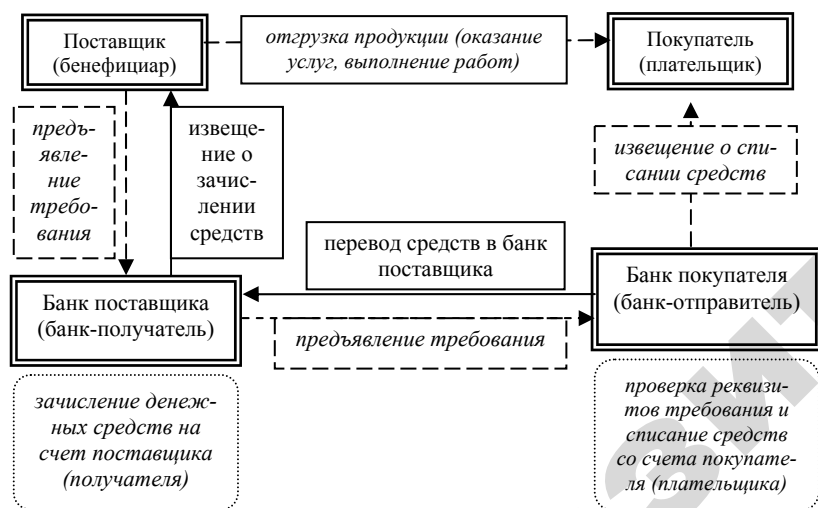 Поставщик
(бенефициар)
отгрузка продукции (оказание
услуг, выполнение работ)
Покупатель
(плательщик)
предъ-
явле-
ние
требо-
вания
извеще-
ние о
зачис-
лении
средств
извещение о спи-
сании средств
перевод средств в банк
поставщика
Банк поставщика
(банк-получатель)
Банк покупателя
(банк-отправитель)
предъявление требования
зачисление денеж-
ных средств на
счет поставщика
(получателя)
проверка реквизи-
тов требования и
списание средств
со счета покупате-
ля (плательщика)